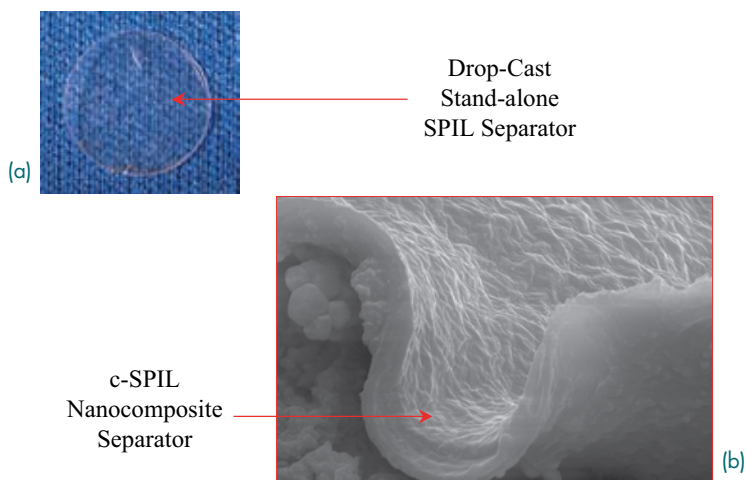 Drop-Cast
Stand-alone
SPIL Separator
(a)
c-SPIL
Nanocomposite
Separator
(b)